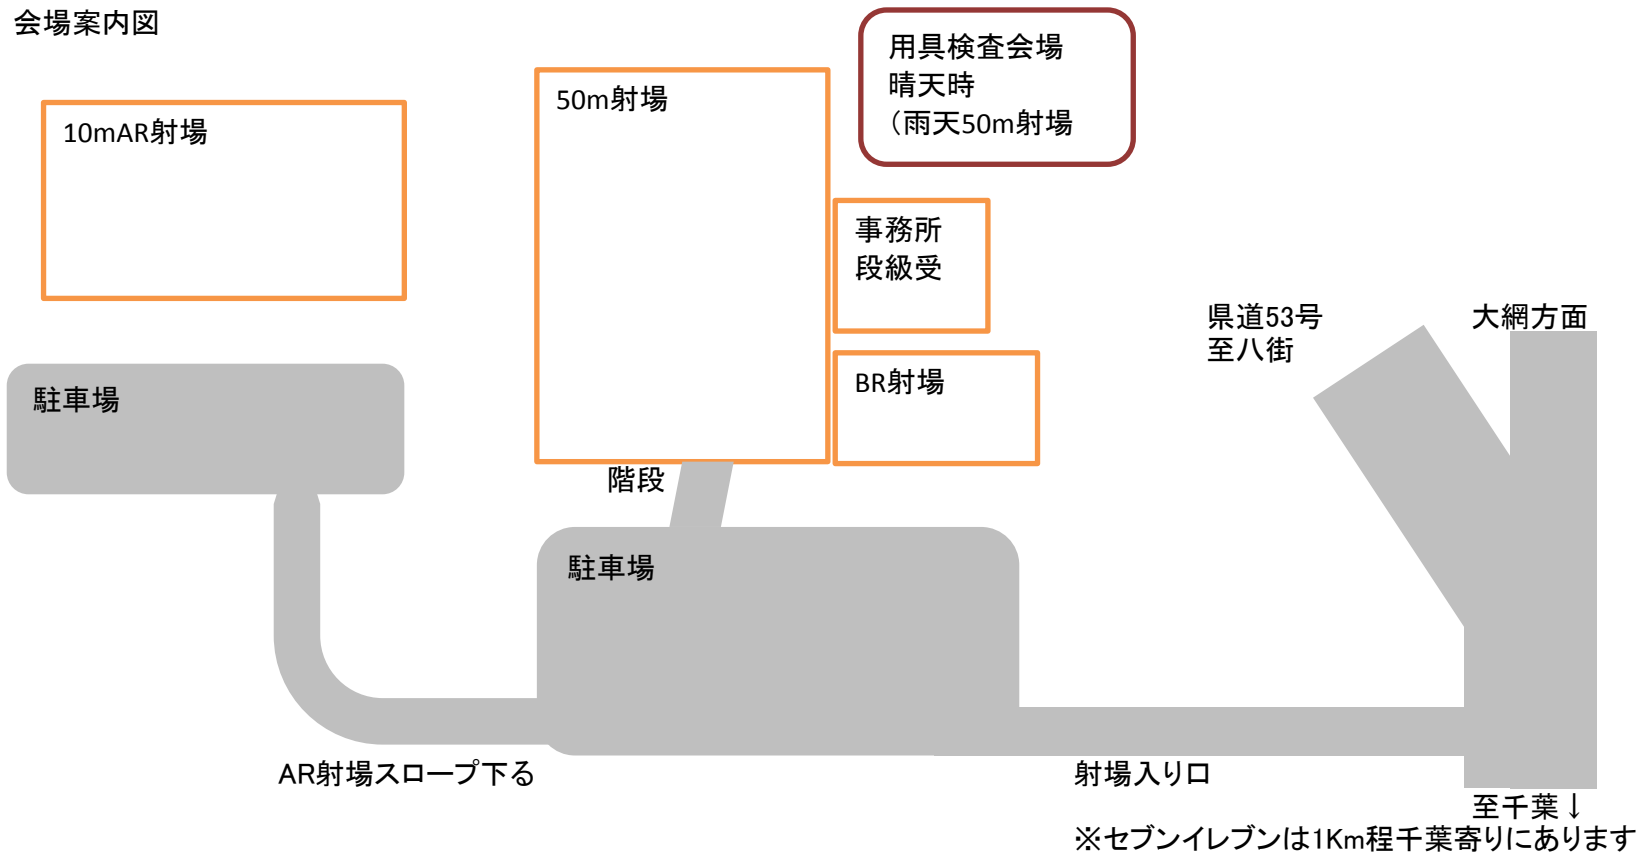 会場案内図
用具検査会場
晴天時
（雨天50m射場
50m射場
10mAR射場
事務所
段級受
県道53号
至八街
大網方面
BR射場
駐車場
階段
駐車場
AR射場スロープ下る
射場入り口
至千葉↓
※セブンイレブンは1Km程千葉寄りにあります